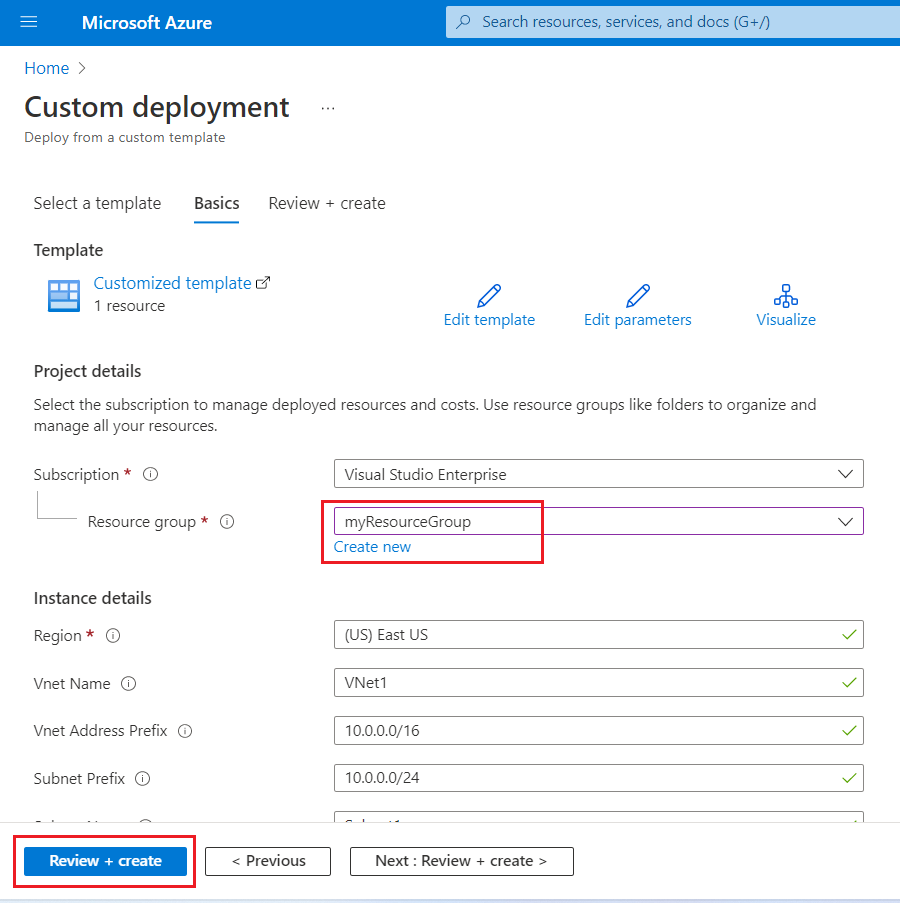 Microsoft Azure
Search resources, services, and docs (G+/)
Home
Custom deployment ...
Deploy from a custom template
Select a template Basics Review + create
Template
Customized template
1 resource
Edit template Edit parameters Visualize
Project details
Select the subscription to manage deployed resources and costs. Use resource groups like folders to organize and
manage all your resources.
Subscription * Visual Studio Enterprise
Resource group * myResourceGroup
Create new
Instance details
Region * (US) East US
Vnet Name VNet1
Vnet Address Prefix 10.0.0.0/16
Subnet Prefix 10.0.0.0/24
Review + create < Previous Next : Review + create >